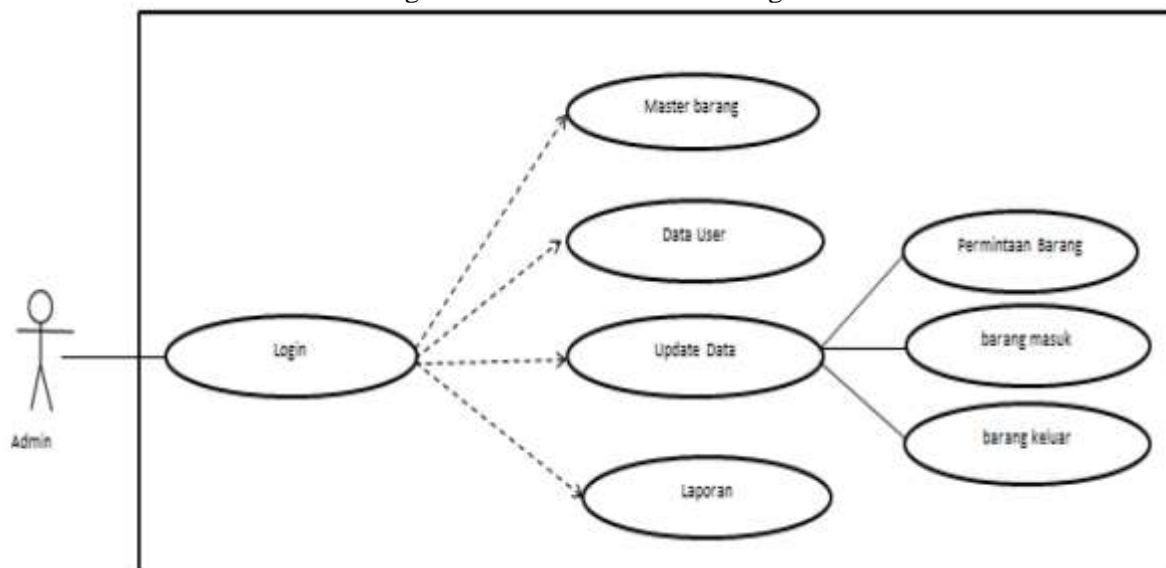 Master barang
Data User
Permintaan Barang
Login
Update Data
barang masuk
Admin
barang keluar
Laporan